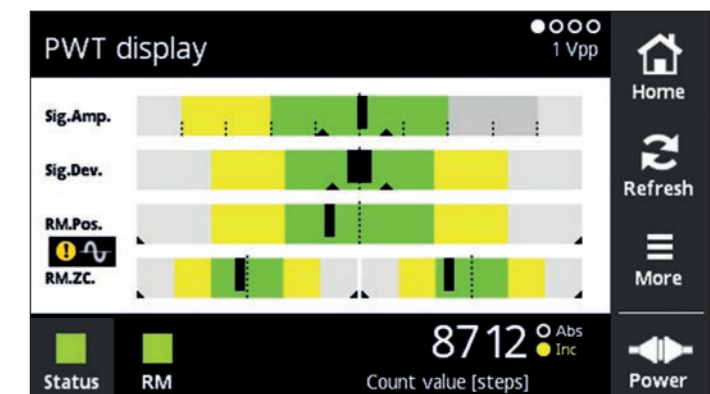 PWT display
1 Vpp
Sig.Amp.
Sig.Dev.
RM.Pos.
RM.ZC.
Home
Refresh
More
Power
Status
RM
8712
Abs
Inc
Count value [steps]